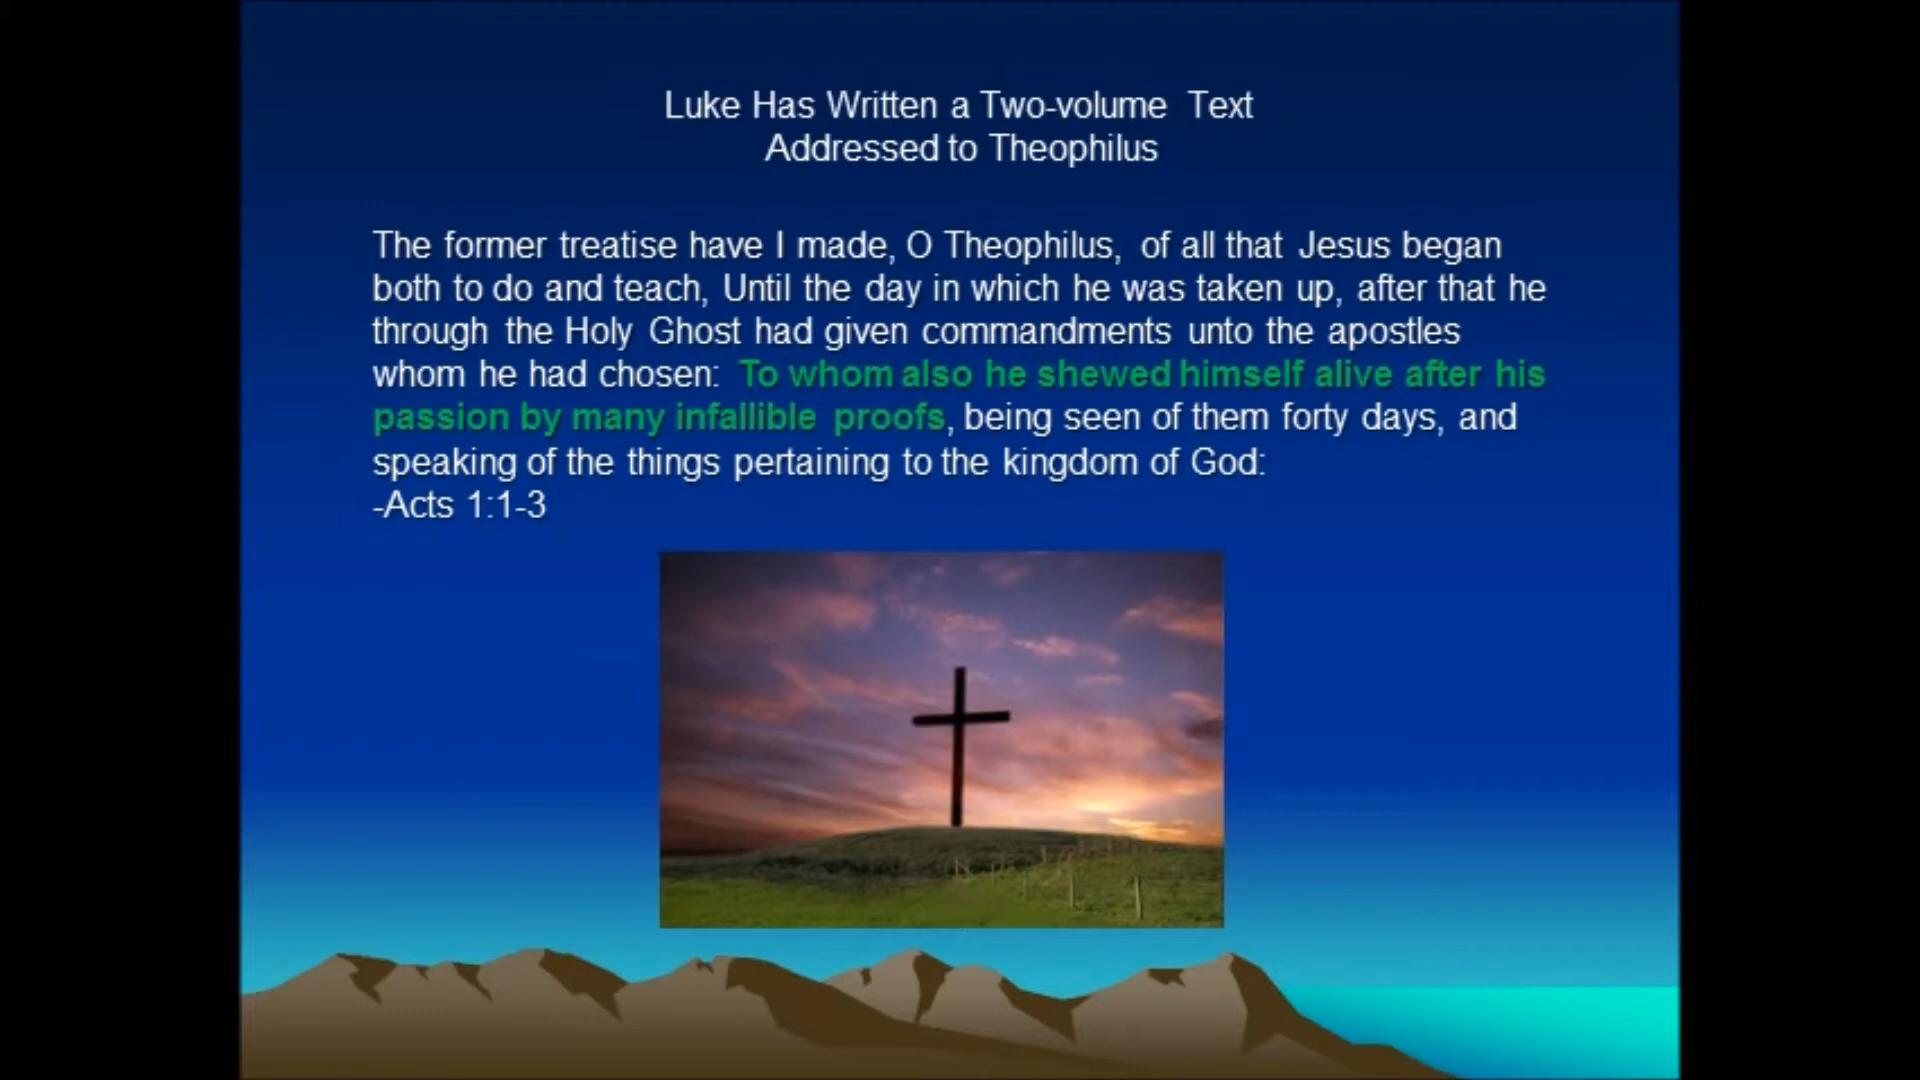 Luke Has Written a Two-volume Text
Addressed to Theophilus
The former treatise have I made, O Theophilus, of all that Jesus began
both to do and teach, Until the day in which he was taken up, after that he
through the Holy Ghost had given commandments unto the apostles
whom he had chosen: To whom also he shewed himself alive after his
passion by many infallible proofs, being seen of them forty days, and
speaking of the things pertaining to the kingdom of God:
-Acts 1:1-3